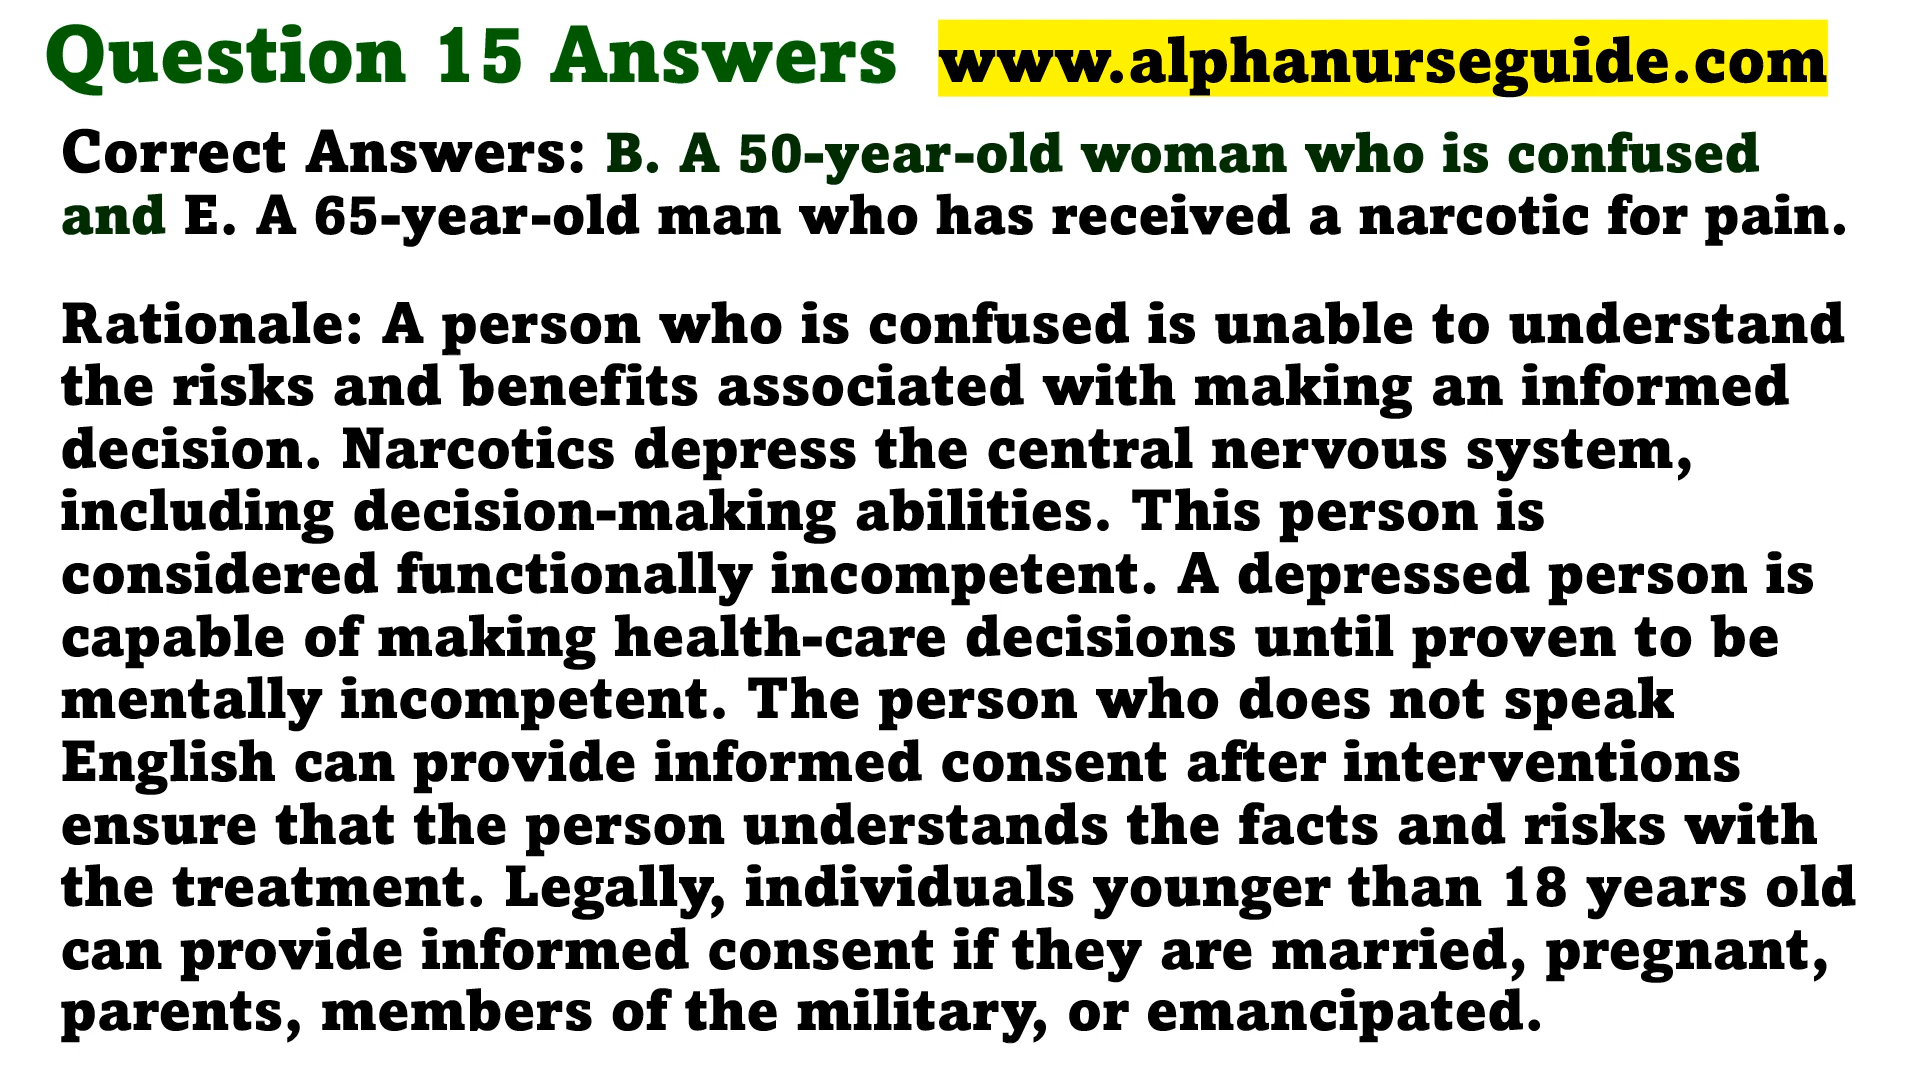 Question 15 Answers www.alphanurseguide.com
Correct Answers: B. A 50-year-old woman who is confused
and E. A 65-year-old man who has received a narcotic for pain.
Rationale: A person who is confused is unable to understand
the risks and benefits associated with making an informed
decision. Narcotics depress the central nervous system,
including decision-making abilities. This person is
considered functionally incompetent. A depressed person is
capable of making health-care decisions until proven to be
mentally incompetent. The person who does not speak
English can provide informed consent after interventions
ensure that the person understands the facts and risks with
the treatment. Legally, individuals younger than 18 years old
can provide informed consent if they are married, pregnant,
parents, members of the military, or emancipated.